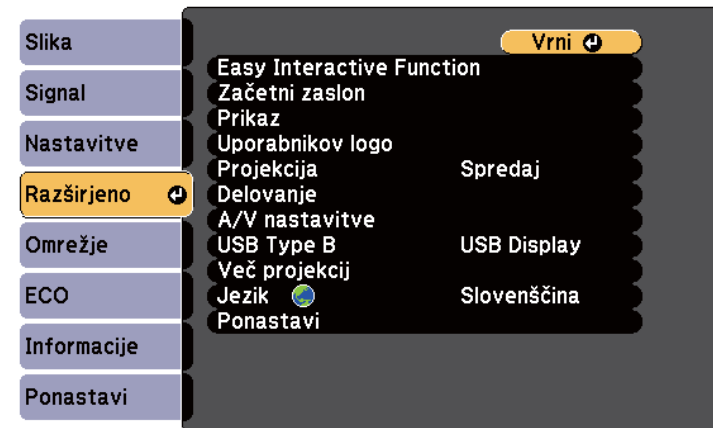 Slika
Signal
Nastavitve
Razširjeno
Omrežje
ECO
Informacije
Ponastavi
Vrni
Easy Interactive Function
Začetni zaslon
Prikaz
Uporabnikov logo
Projekcija Spredaj
Delovanje
A/V nastavitve
USB Type B USB Display
Več projekcij
Jezik Slovenščina
Ponastavi